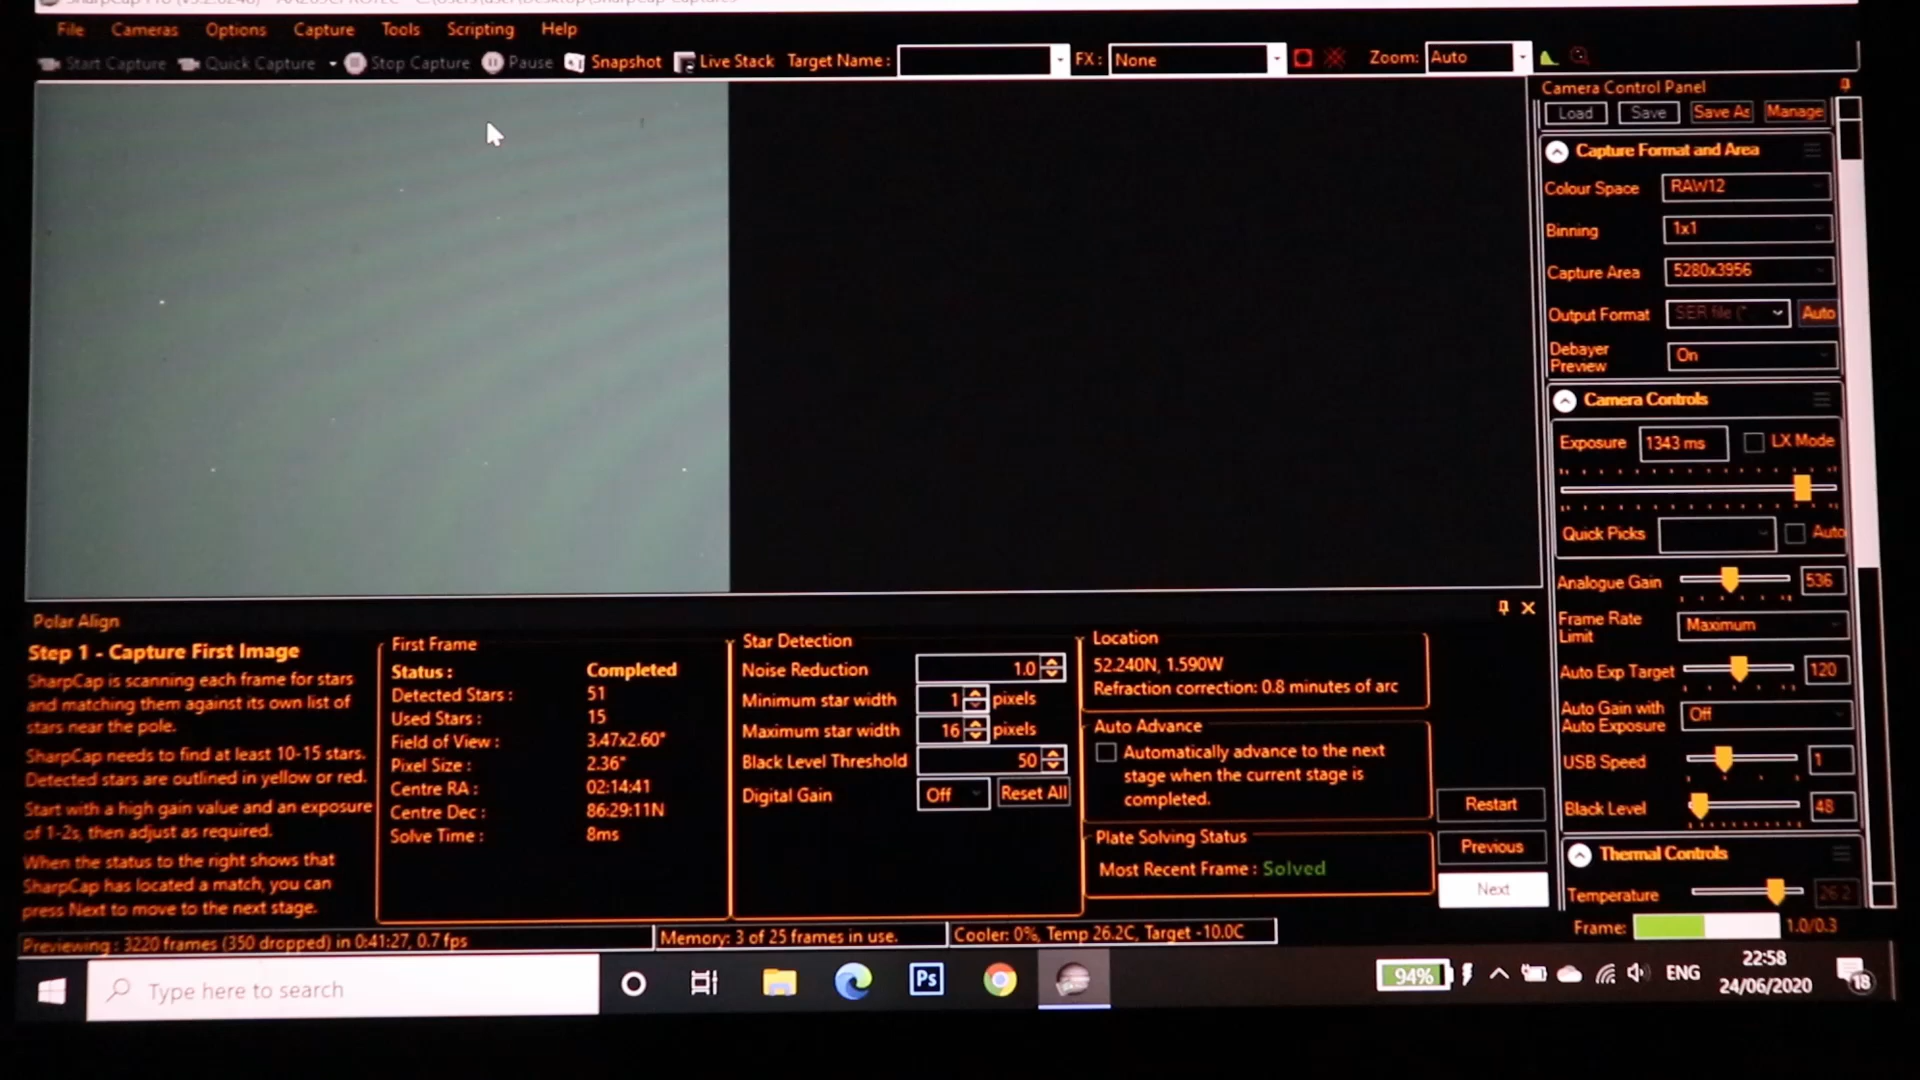 File Cameras Options Capture Tools Scripting Help
Start Capture Quick Capture Stop Capture Pause Snapshot Live Stack Target Name : FX : None Zoom: Auto
Camera Control Panel
Load Save Save As Manage
Capture Format and Area
Colour Space RAW12
Binning 1x1
Capture Area 5280x3956
Output Format SER file (* Auto
Debayer Preview On
Camera Controls
Exposure 1343 ms LX Mode
Quick Picks Auto
Analogue Gain 536
Frame Rate Limit Maximum
Auto Exp Target 120
Auto Gain with Auto Exposure Off
USB Speed 1
Black Level 48
Thermal Controls
Temperature 26.2
Polar Align
Step 1 - Capture First Image
SharpCap is scanning each frame for stars
and matching them against its own list of
stars near the pole.
SharpCap needs to find at least 10-15 stars.
Detected stars are outlined in yellow or red.
Start with a high gain value and an exposure
of 1-2s, then adjust as required.
When the status to the right shows that
SharpCap has located a match, you can
press Next to move to the next stage.
First Frame
Status : Completed
Detected Stars : 51
Used Stars : 15
Field of View : 3.47x2.60°
Pixel Size : 2.36"
Centre RA : 02:14:41
Centre Dec : 86:29:11N
Solve Time : 8ms
Star Detection
Noise Reduction 1.0
Minimum star width 1 pixels
Maximum star width 16 pixels
Black Level Threshold 50
Digital Gain Off Reset All
Location
52.240N, 1.590W
Refraction correction: 0.8 minutes of arc
Auto Advance
Automatically advance to the next
stage when the current stage is
completed.
Plate Solving Status
Most Recent Frame : Solved
Restart
Previous
Next
Previewing : 3220 frames (350 dropped) in 0:41:27, 0.7 fps
Memory: 3 of 25 frames in use.
Cooler: 0%, Temp 26.2C, Target -10.0C
Frame: 1.0/0.3
Type here to search
Ps
94%
ENG
22:58
24/06/2020
18